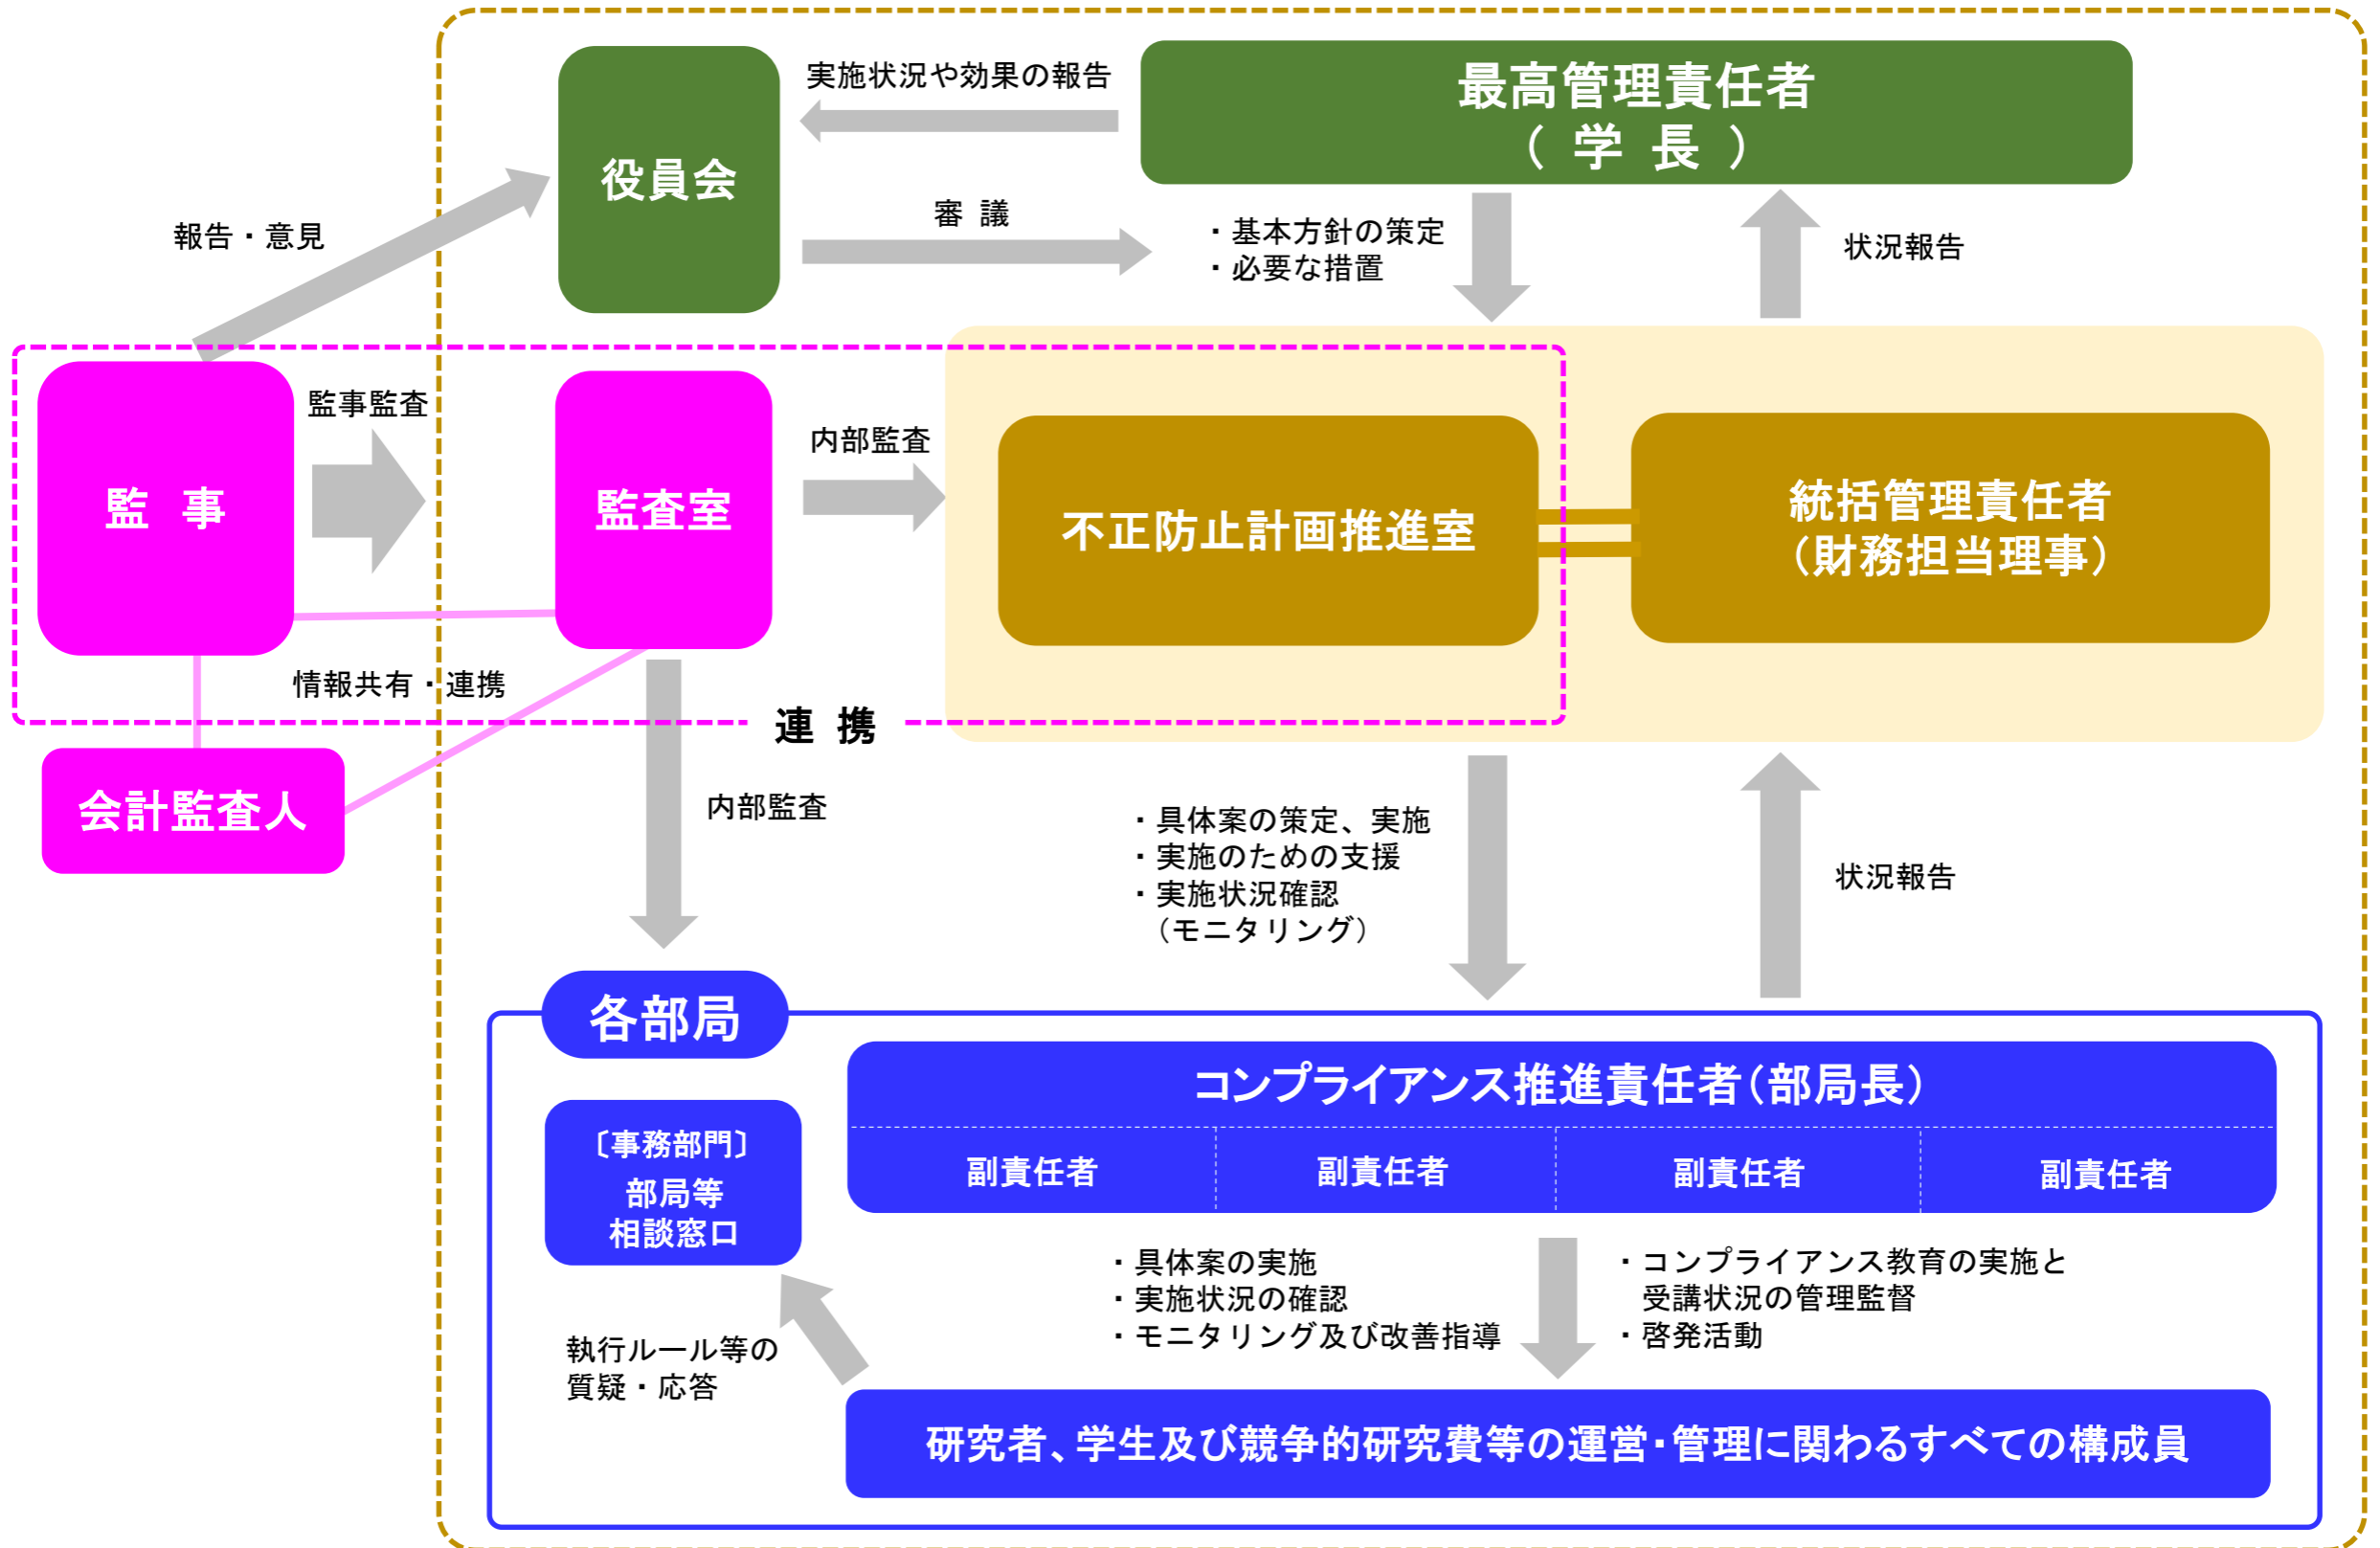 実施状況や効果の報告
最高管理責任者
（ 学 長 ）
役員会
審 議
報告・意見
・基本方針の策定
・必要な措置
状況報告
監事監査
内部監査
監 事
監査室
不正防止計画推進室
統括管理責任者
（財務担当理事）
情報共有・連携
連 携
会計監査人
内部監査
・具体案の策定、実施
・実施のための支援
・実施状況確認
（モニタリング）
状況報告
各部局
コンプライアンス推進責任者（部局長）
副責任者
副責任者
副責任者
副責任者
〔事務部門〕
部局等
相談窓口
・具体案の実施
・実施状況の確認
・モニタリング及び改善指導
・コンプライアンス教育の実施と
受講状況の管理監督
・啓発活動
執行ルール等の
質疑・応答
研究者、学生及び競争的研究費等の運営・管理に関わるすべての構成員